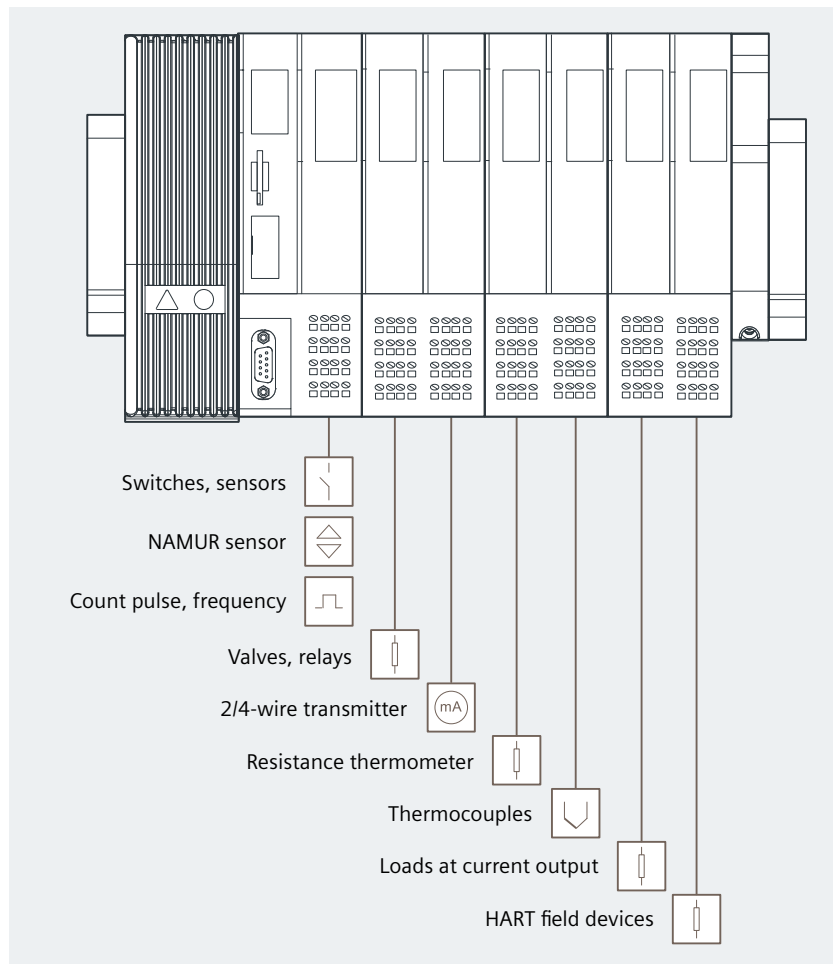 Switches, sensors
NAMUR sensor
Count pulse, frequency
Valves, relays
2/4-wire transmitter
mA
Resistance thermometer
Thermocouples
Loads at current output
HART field devices